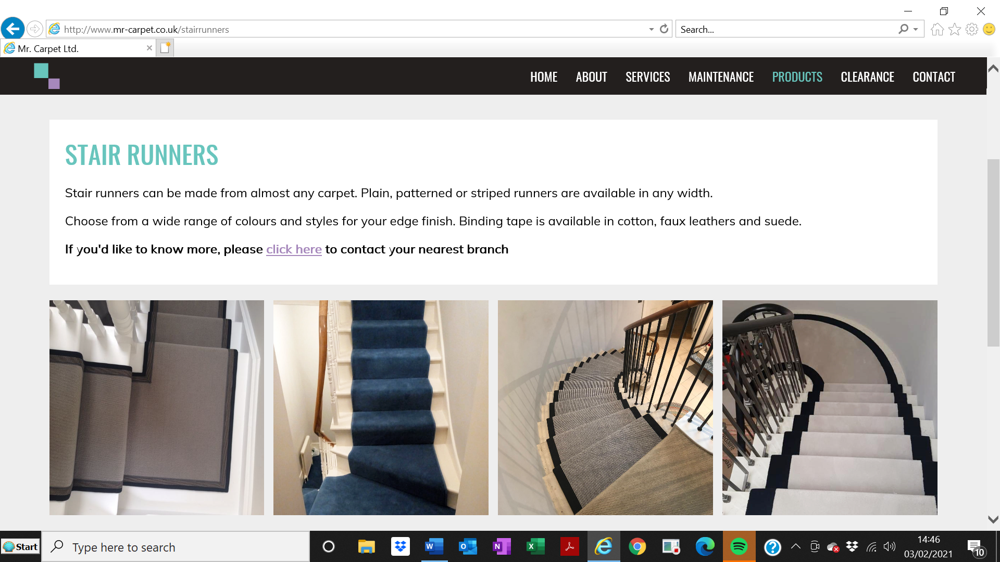 http://www.mr-carpet.co.uk/stairrunners
Search...
Mr. Carpet Ltd.
HOME ABOUT SERVICES MAINTENANCE PRODUCTS CLEARANCE CONTACT
STAIR RUNNERS
Stair runners can be made from almost any carpet. Plain, patterned or striped runners are available in any width.
Choose from a wide range of colours and styles for your edge finish. Binding tape is available in cotton, faux leathers and suede.
If you'd like to know more, please click here to contact your nearest branch
Start
Type here to search
14:46
03/02/2021
10